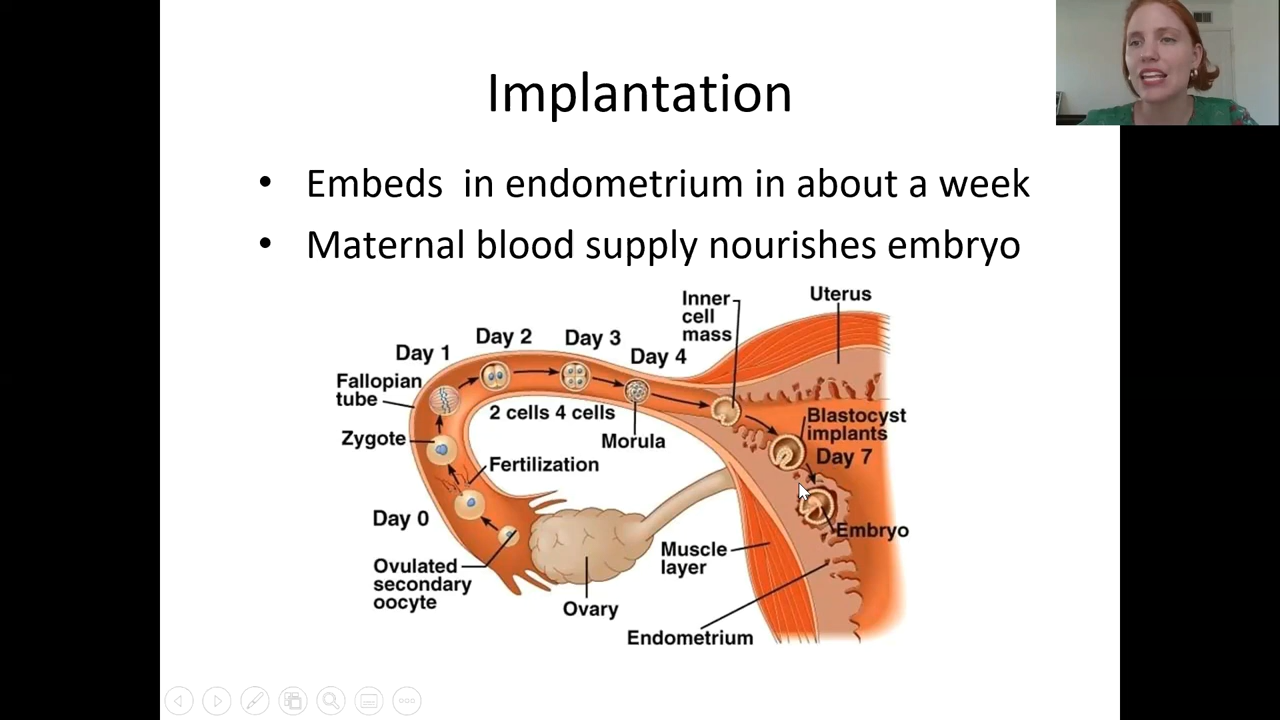 Implantation
• Embeds  in endometrium in about a week
• Maternal blood supply nourishes embryo
Inner
cell
mass
Uterus
Day 1
Day 2
Day 3
Day 4
Fallopian
tube
2 cells 4 cells
Morula
Blastocyst
implants
Day 7
Zygote
Fertilization
Day 0
Embryo
Ovulated
secondary
oocyte
Ovary
Muscle
layer
Endometrium